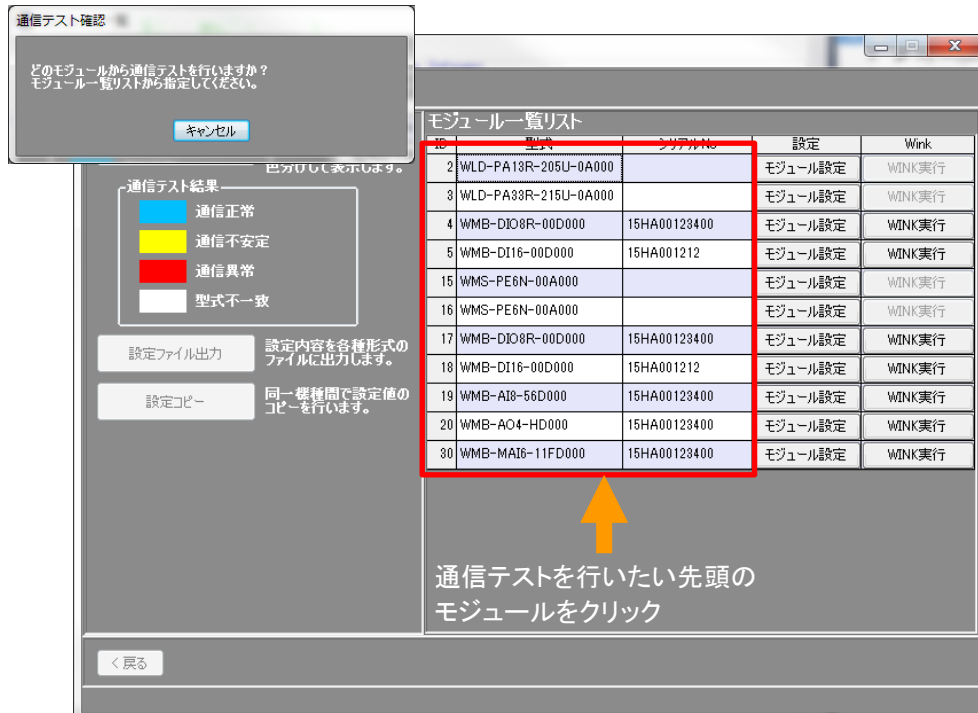 通信テスト確認
どのモジュールから通信テストを行いますか？
モジュール一覧リストから指定してください。
キャンセル
色分けして表示します。
通信テスト結果
通信正常
通信不安定
通信異常
型式不一致
設定ファイル出力
設定内容を各種形式の
ファイルに出力します。
設定コピー
同一機種間で設定値の
コピーを行います。
モジュール一覧リスト
ID 型式 シリアルNo 設定 Wink
2 WLD-PA13R-205U-0A000 モジュール設定 WINK実行
3 WLD-PA33R-215U-0A000 モジュール設定 WINK実行
4 WMB-DIO8R-00D000 15HA00123400 モジュール設定 WINK実行
5 WMB-DI16-00D000 15HA001212 モジュール設定 WINK実行
15 WMS-PE6N-00A000 モジュール設定 WINK実行
16 WMS-PE6N-00A000 モジュール設定 WINK実行
17 WMB-DIO8R-00D000 15HA00123400 モジュール設定 WINK実行
18 WMB-DI16-00D000 15HA001212 モジュール設定 WINK実行
19 WMB-AI8-56D000 15HA00123400 モジュール設定 WINK実行
20 WMB-AO4-HD000 15HA00123400 モジュール設定 WINK実行
30 WMB-MAI6-11FD000 15HA00123400 モジュール設定 WINK実行
通信テストを行いたい先頭の
モジュールをクリック
＜戻る